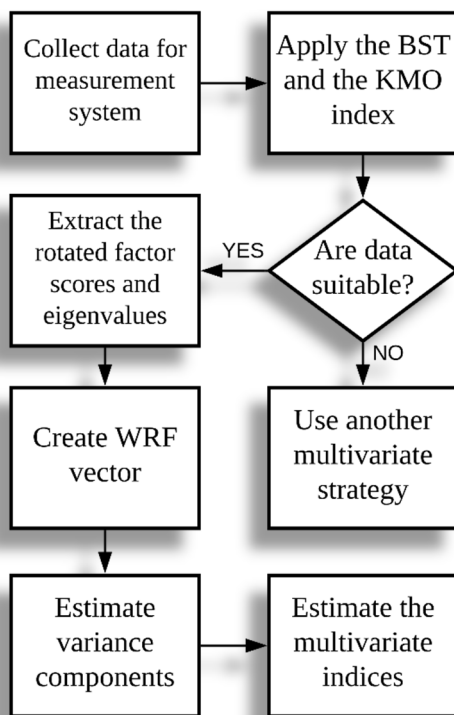 Collect data for
measurement
system
Apply the BST
and the KMO
index
Are data
suitable?
YES
Extract the
rotated factor
scores and
eigenvalues
NO
Use another
multivariate
strategy
Create WRF
vector
Estimate
variance
components
Estimate the
multivariate
indices